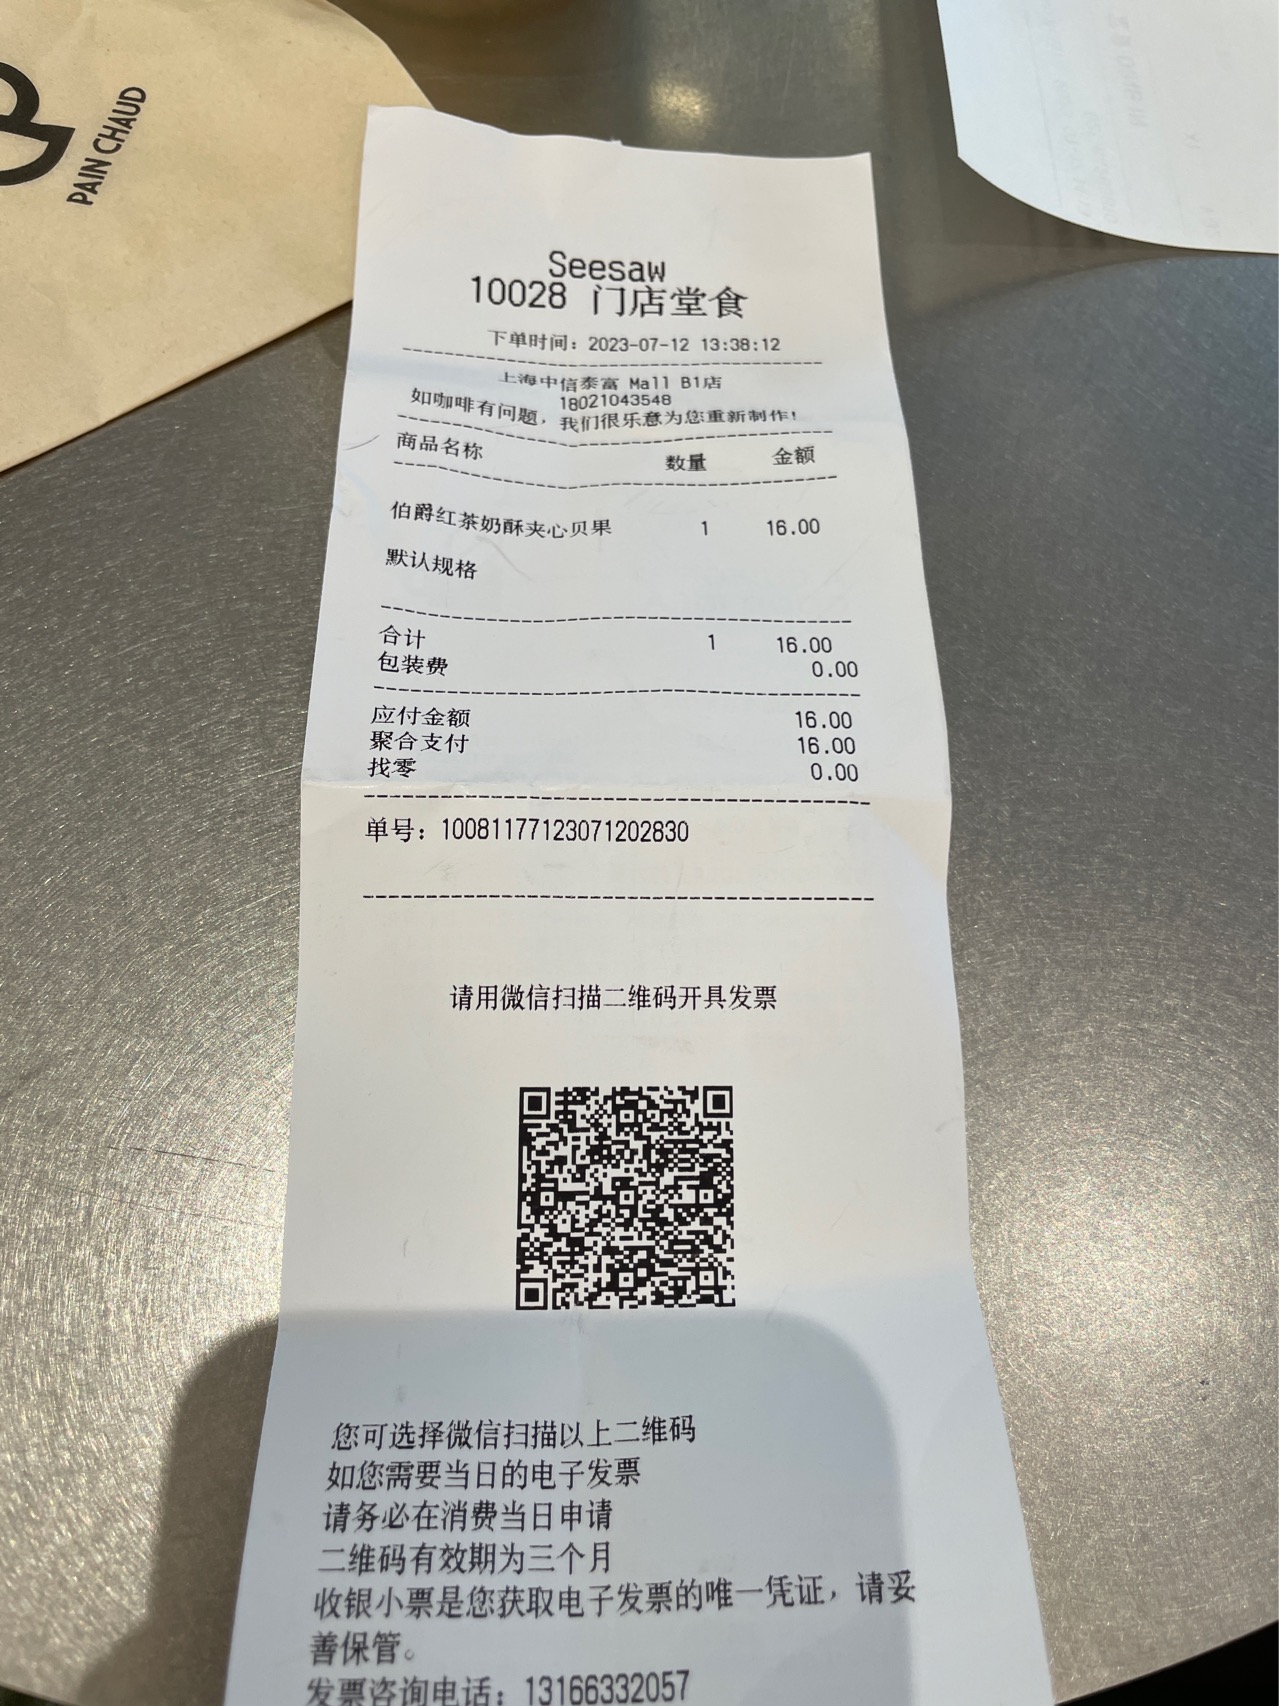 PAIN CHAUD
Seesaw
10028 门店堂食
下单时间：2023-07-12 13:38:12
上海中信泰富 Mall B1店
18021043548
如咖啡有问题，我们很乐意为您重新制作！
商品名称 数量 金额
伯爵红茶奶酥夹心贝果 1 16.00
默认规格
合计 1 16.00
包装费 0.00
应付金额 16.00
聚合支付 16.00
找零 0.00
单号：10081177123071202830
请用微信扫描二维码开具发票
您可选择微信扫描以上二维码
如您需要当日的电子发票
请务必在消费当日申请
二维码有效期为三个月
收银小票是您获取电子发票的唯一凭证，请妥
善保管。
发票咨询电话：13166332057